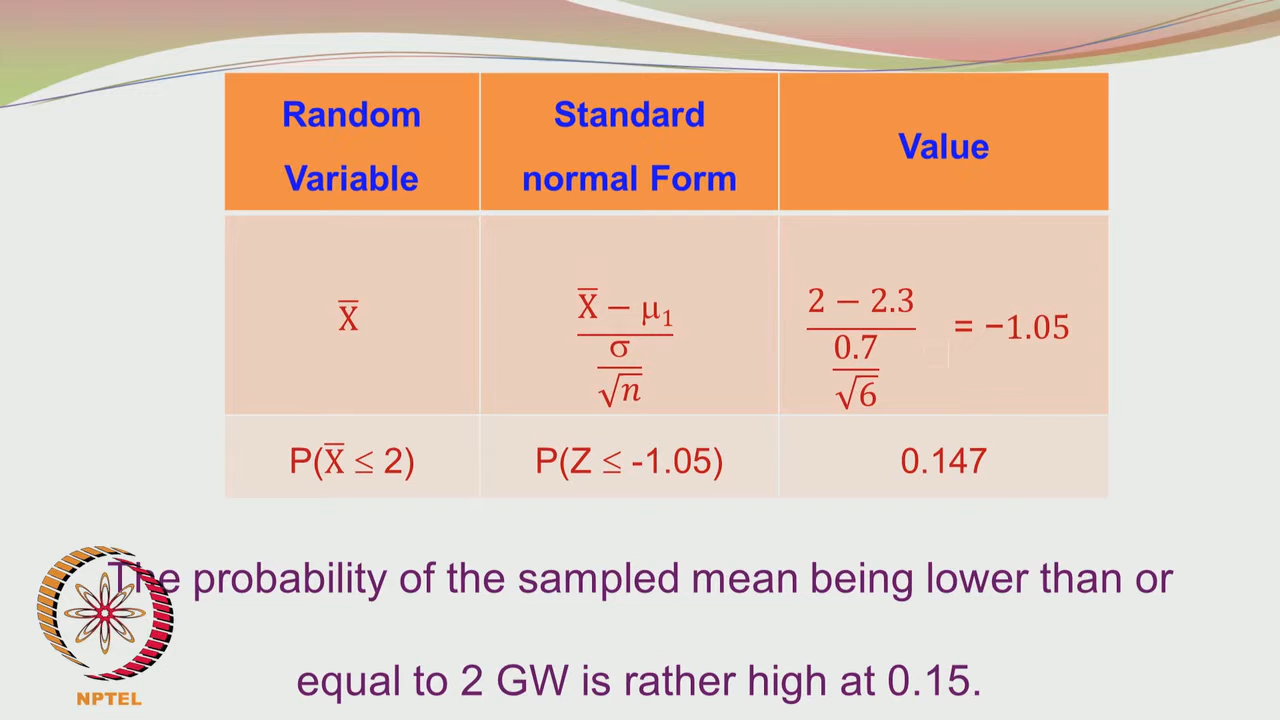 Random
Variable
Standard
normal Form
Value
X̅
X̅ − μ₁
σ
√n
2 − 2.3
0.7
√6
= −1.05
P(X̅ ≤ 2)
P(Z ≤ -1.05)
0.147
The probability of the sampled mean being lower than or
equal to 2 GW is rather high at 0.15.
NPTEL